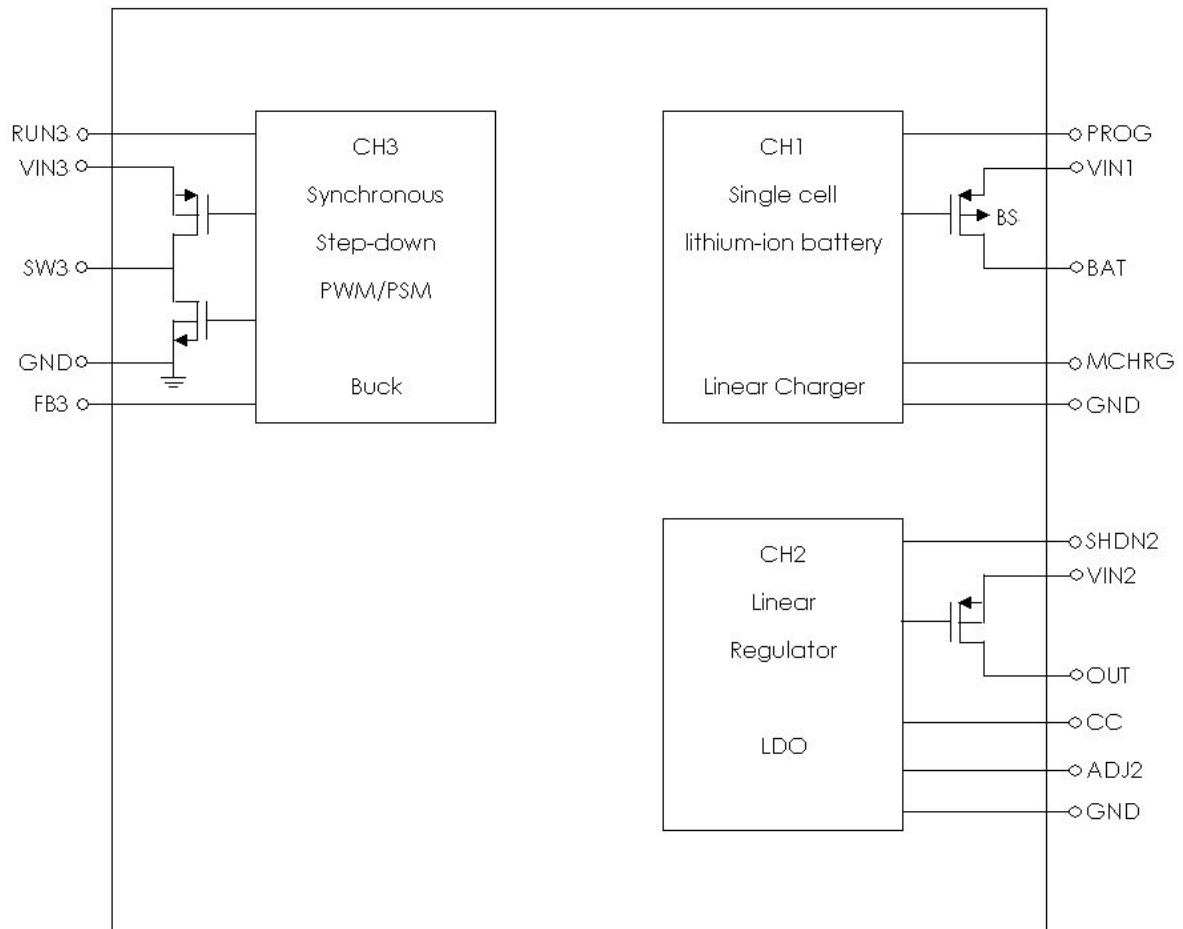 RUN3
VIN3
SW3
GND
FB3
CH3
Synchronous
Step-down
PWM/PSM
Buck
CH1
Single cell
lithium-ion battery
Linear Charger
PROG
VIN1
BS
BAT
MCHRG
GND
CH2
Linear
Regulator
LDO
SHDN2
VIN2
OUT
CC
ADJ2
GND